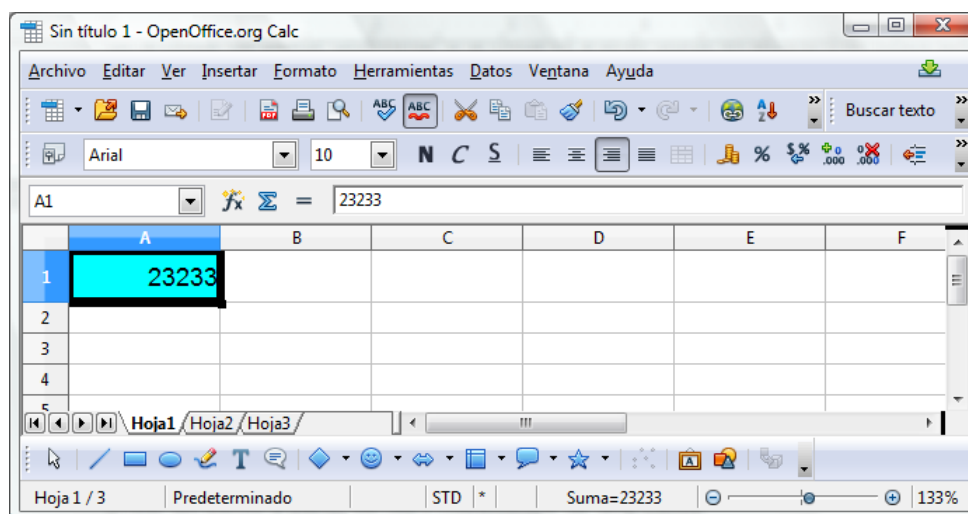 Sin título 1 - OpenOffice.org Calc
Archivo Editar Ver Insertar Formato Herramientas Datos Ventana Ayuda
Buscar texto
Arial 10 N C S
A1 23233
A B C D E F
1 23233
2
3
4
5
Hoja1 Hoja2 Hoja3
Hoja 1 / 3 Predeterminado STD * Suma=23233 133%